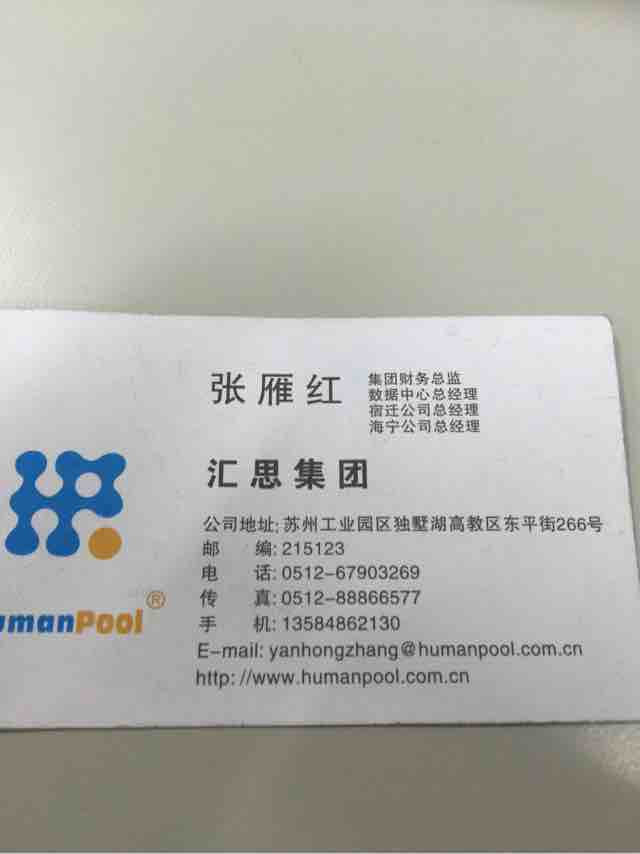 张雁红
集团财务总监
数据中心总经理
宿迁公司总经理
海宁公司总经理
汇思集团
公司地址:苏州工业园区独墅湖高教区东平街266号
邮 编:215123
电 话:0512-67903269
传 真:0512-88866577
手 机:13584862130
E-mail: yanhongzhang@humanpool.com.cn
http://www.humanpool.com.cn
umanPool®